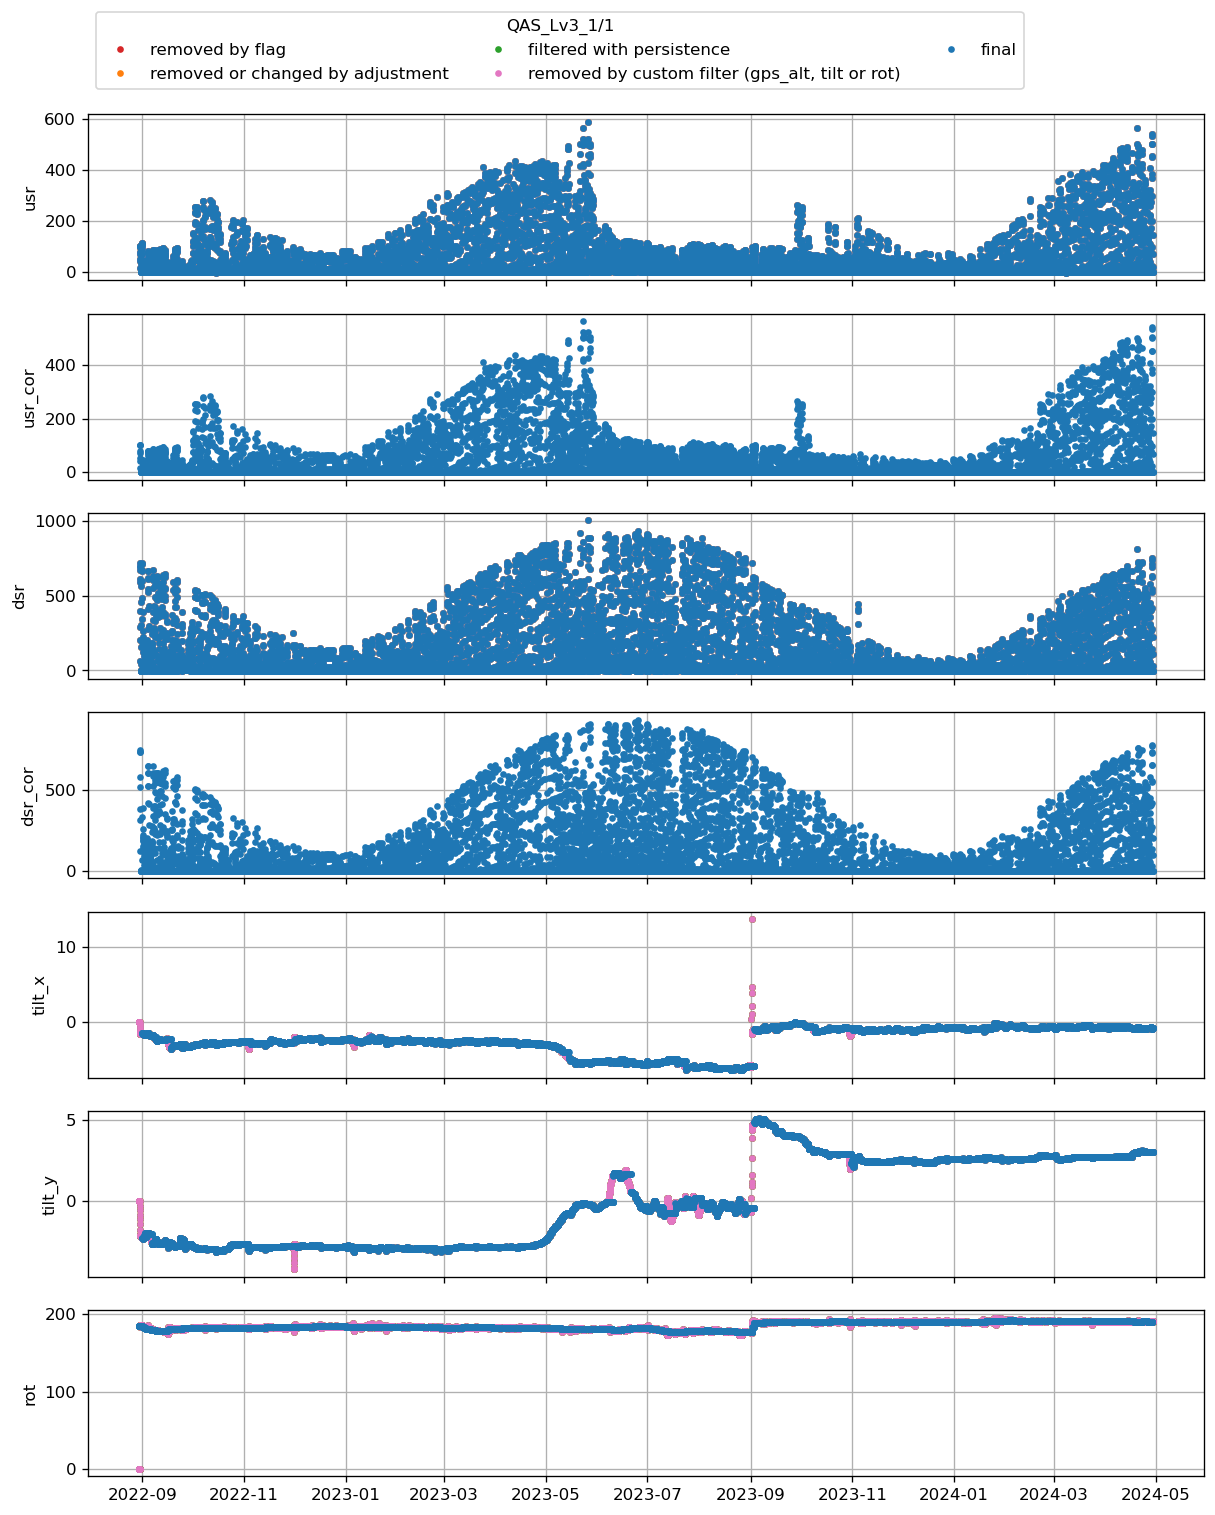 QAS_Lv3_1/1
removed by flag
filtered with persistence
final
removed or changed by adjustment
removed by custom filter (gps_alt, tilt or rot)
600
400
200
0
usr
400
200
0
usr_cor
1000
500
0
dsr
500
0
dsr_cor
10
0
tilt_x
5
0
tilt_y
200
100
0
rot
2022-09 2022-11 2023-01 2023-03 2023-05 2023-07 2023-09 2023-11 2024-01 2024-03 2024-05